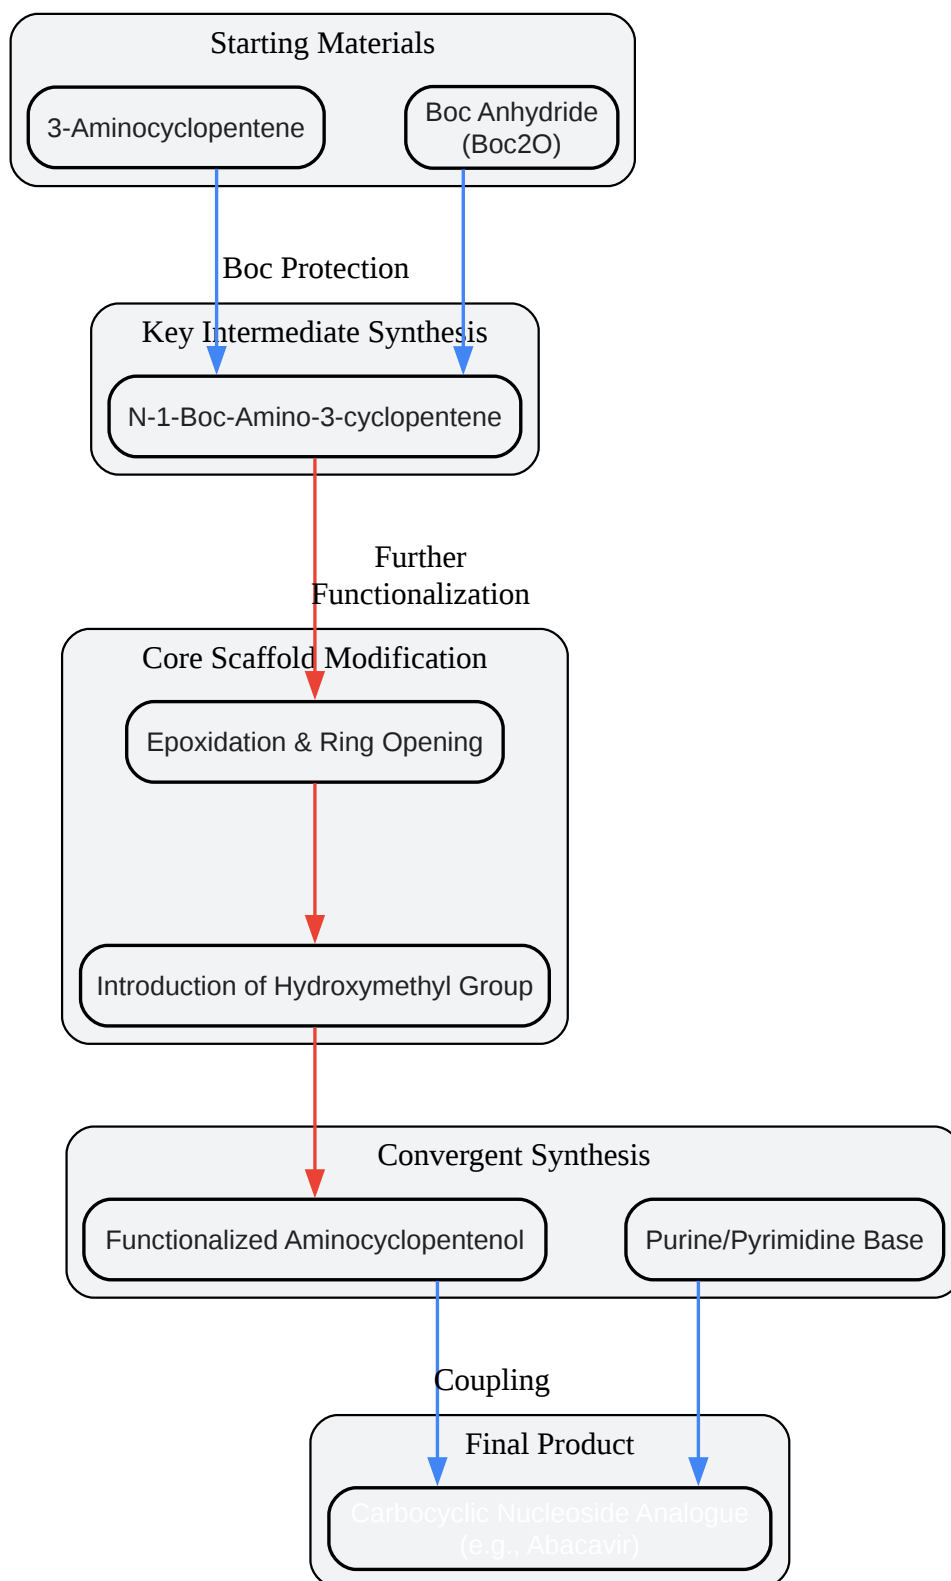 Starting Materials
3-Aminocyclopentene
Boc Anhydride
(Boc2O)
Boc Protection
Key Intermediate Synthesis
N-1-Boc-Amino-3-cyclopentene
Further
Functionalization
Core Scaffold Modification
Epoxidation & Ring Opening
Introduction of Hydroxymethyl Group
Convergent Synthesis
Functionalized Aminocyclopentenol
Purine/Pyrimidine Base
Coupling
Final Product
Carbocyclic Nucleoside Analogue
(e.g., Abacavir)